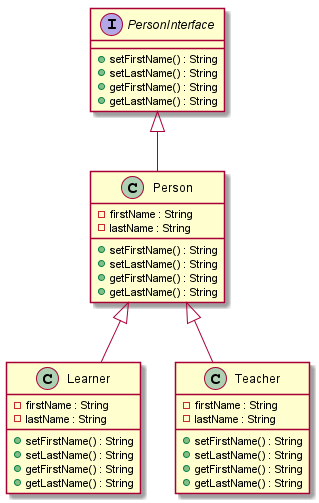 I PersonInterface
setFirstName() : String
setLastName() : String
getFirstName() : String
getLastName() : String
C Person
firstName : String
lastName : String
setFirstName() : String
setLastName() : String
getFirstName() : String
getLastName() : String
C Learner
firstName : String
lastName : String
setFirstName() : String
setLastName() : String
getFirstName() : String
getLastName() : String
C Teacher
firstName : String
lastName : String
setFirstName() : String
setLastName() : String
getFirstName() : String
getLastName() : String